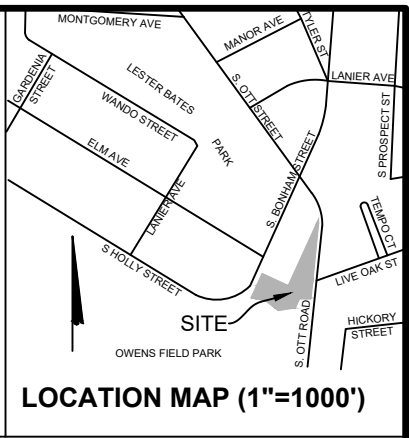 MONTGOMERY AVE
MANOR AVE
TYLER ST
GARDENIA
STREET
LESTER BATES
PARK
S. OTT STREET
LANIER AVE
WANDO STREET
S PROSPECT ST
ELM AVE
S. BONHAM STREET
LANIER AVE
TEMPO CT
S HOLLY STREET
LIVE OAK ST
SITE
S. OTT ROAD
HICKORY
STREET
OWENS FIELD PARK
LOCATION MAP (1"=1000')